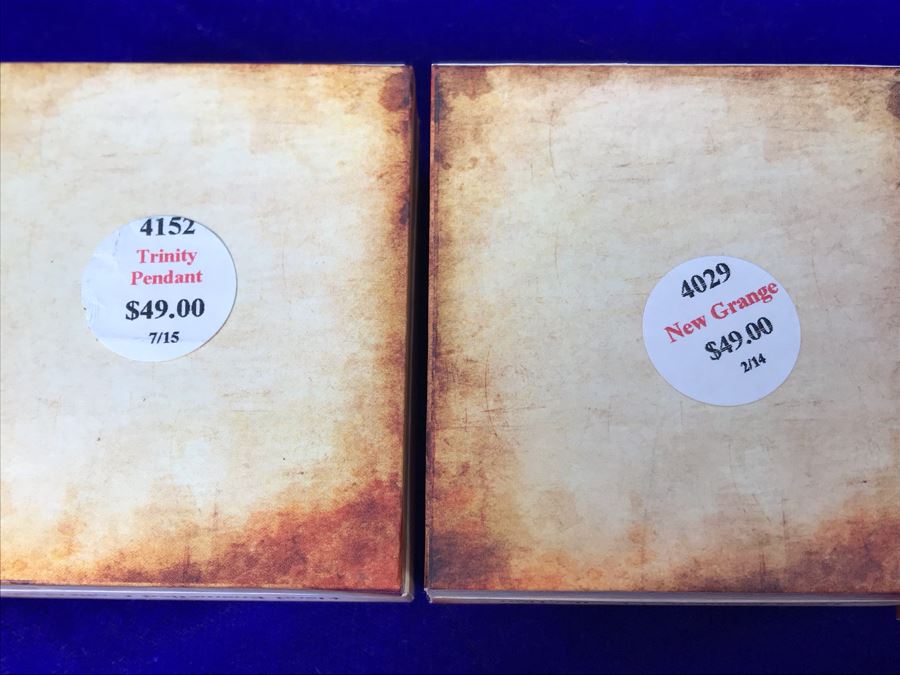 4152
Trinity
Pendant
$49.00
7/15
4029
New Grange
$49.00
2/14